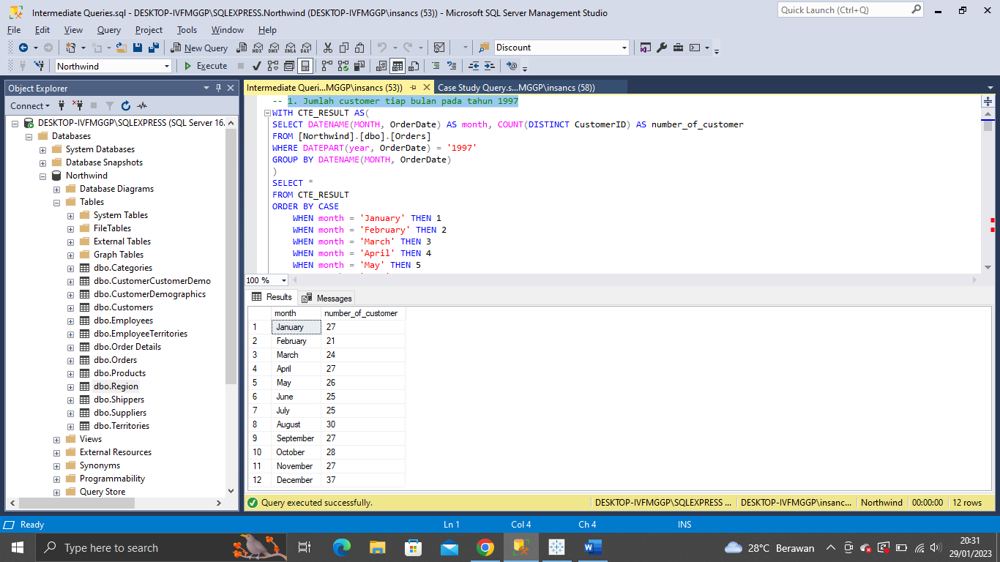 Intermediate Queries.sql - DESKTOP-IVFMGGP\SQLEXPRESS.Northwind (DESKTOP-IVFMGGP\insancs (53)) - Microsoft SQL Server Management Studio
Quick Launch (Ctrl+Q)
File Edit View Query Project Tools Window Help
New Query MDX DMX XMLA DAX Discount
Northwind Execute
Object Explorer
Connect
DESKTOP-IVFMGGP\SQLEXPRESS (SQL Server 16.
Databases
System Databases
Database Snapshots
Northwind
Database Diagrams
Tables
System Tables
FileTables
External Tables
Graph Tables
dbo.Categories
dbo.CustomerCustomerDemo
dbo.CustomerDemographics
dbo.Customers
dbo.Employees
dbo.EmployeeTerritories
dbo.Order Details
dbo.Orders
dbo.Products
dbo.Region
dbo.Shippers
dbo.Suppliers
dbo.Territories
Views
External Resources
Synonyms
Programmability
Query Store
Intermediate Queri...MGGP\insancs (53)) Case Study Query.s...MGGP\insancs (58))
-- 1. Jumlah customer tiap bulan pada tahun 1997
WITH CTE_RESULT AS(
SELECT DATENAME(MONTH, OrderDate) AS month, COUNT(DISTINCT CustomerID) AS number_of_customer
FROM [Northwind].[dbo].[Orders]
WHERE DATEPART(year, OrderDate) = '1997'
GROUP BY DATENAME(MONTH, OrderDate)
)
SELECT *
FROM CTE_RESULT
ORDER BY CASE
WHEN month = 'January' THEN 1
WHEN month = 'February' THEN 2
WHEN month = 'March' THEN 3
WHEN month = 'April' THEN 4
WHEN month = 'May' THEN 5
100 %
Results Messages
month number_of_customer
1 January 27
2 February 21
3 March 24
4 April 27
5 May 26
6 June 25
7 July 25
8 August 30
9 September 27
10 October 28
11 November 27
12 December 37
Query executed successfully. DESKTOP-IVFMGGP\SQLEXPRESS ... DESKTOP-IVFMGGP\insanc... Northwind 00:00:00 12 rows
Ready Ln 1 Col 4 Ch 4 INS
Type here to search 28°C Berawan 20:31
29/01/2023